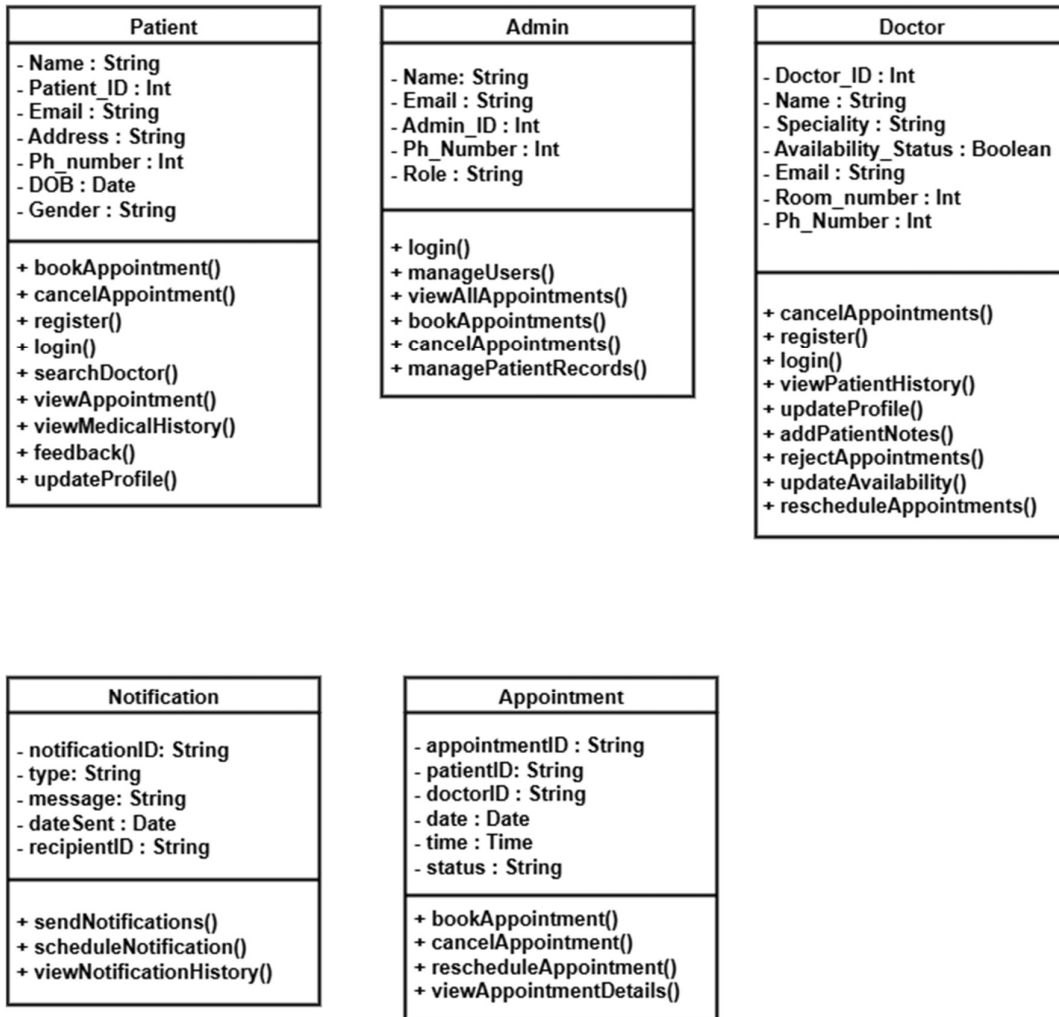 Patient
- Name : String
- Patient_ID : Int
- Email : String
- Address : String
- Ph_number : Int
- DOB : Date
- Gender : String
+ bookAppointment()
+ cancelAppointment()
+ register()
+ login()
+ searchDoctor()
+ viewAppointment()
+ viewMedicalHistory()
+ feedback()
+ updateProfile()
Admin
- Name: String
- Email : String
- Admin_ID : Int
- Ph_Number : Int
- Role : String
+ login()
+ manageUsers()
+ viewAllAppointments()
+ bookAppointments()
+ cancelAppointments()
+ managePatientRecords()
Doctor
- Doctor_ID : Int
- Name : String
- Speciality : String
- Availability_Status : Boolean
- Email : String
- Room_number : Int
- Ph_Number : Int
+ cancelAppointments()
+ register()
+ login()
+ viewPatientHistory()
+ updateProfile()
+ addPatientNotes()
+ rejectAppointments()
+ updateAvailability()
+ rescheduleAppointments()
Notification
- notificationID: String
- type: String
- message: String
- dateSent : Date
- recipientID : String
+ sendNotifications()
+ scheduleNotification()
+ viewNotificationHistory()
Appointment
- appointmentID : String
- patientID: String
- doctorID : String
- date : Date
- time : Time
- status : String
+ bookAppointment()
+ cancelAppointment()
+ rescheduleAppointment()
+ viewAppointmentDetails()